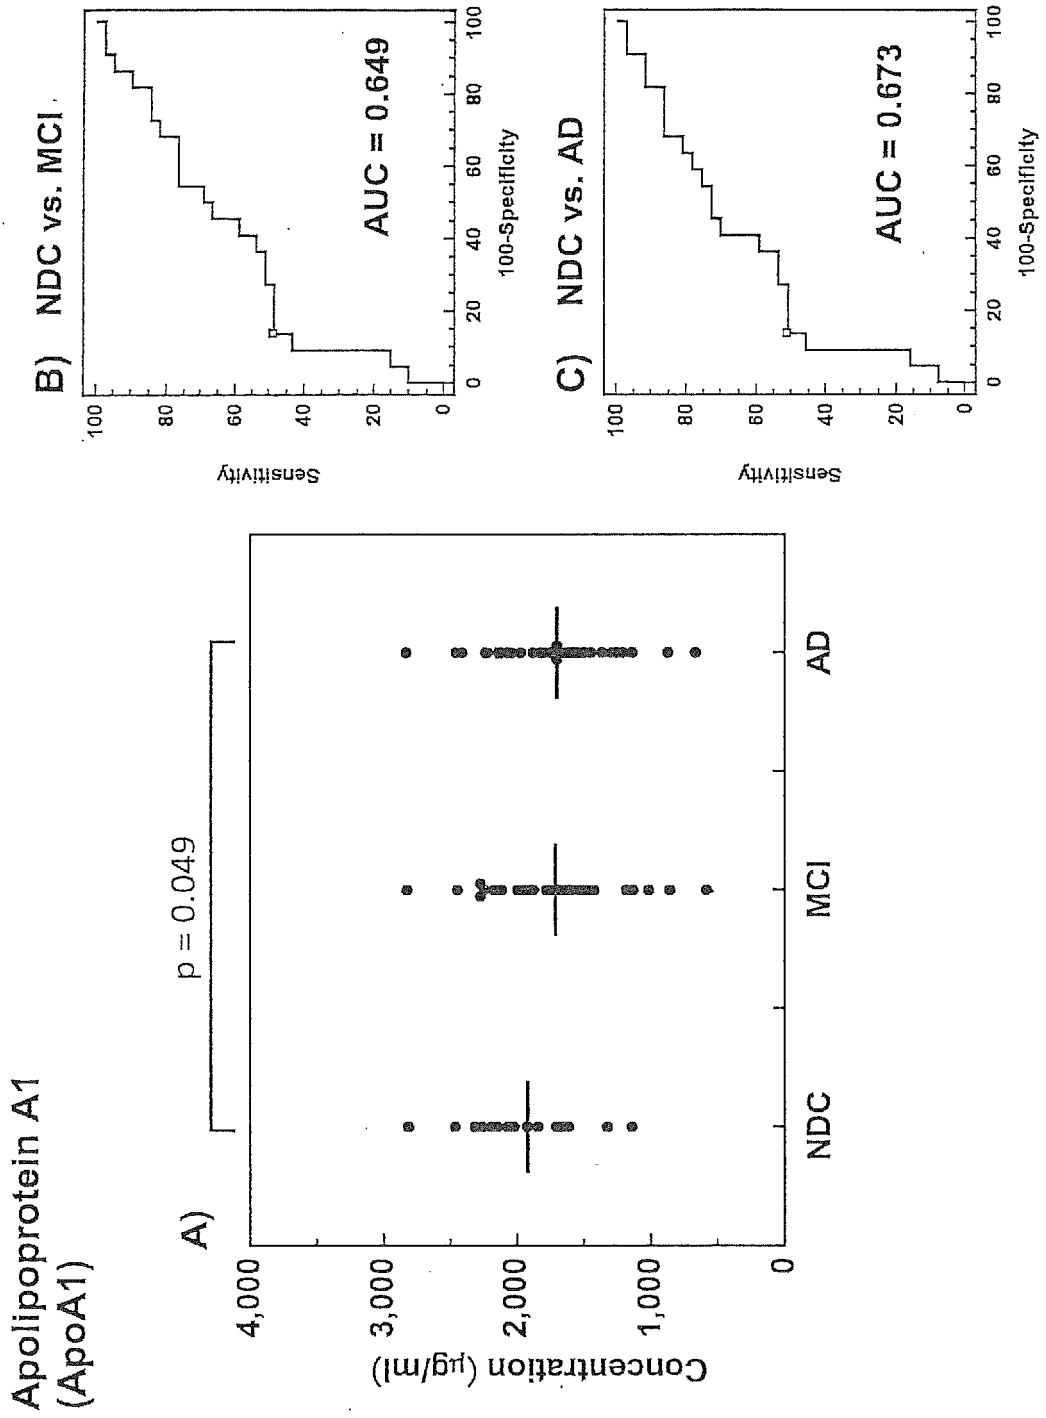 Apolipoprotein A1
(ApoA1)
A)
p = 0.049
Concentration (µg/ml)
4,000
3,000
2,000
1,000
0
NDC
MCI
AD
B) NDC vs. MCI
Sensitivity
100
80
60
40
20
0
AUC = 0.649
0
20
40
60
80
100
100-Specificity
C) NDC vs. AD
Sensitivity
100
80
60
40
20
0
AUC = 0.673
0
20
40
60
80
100
100-Specificity